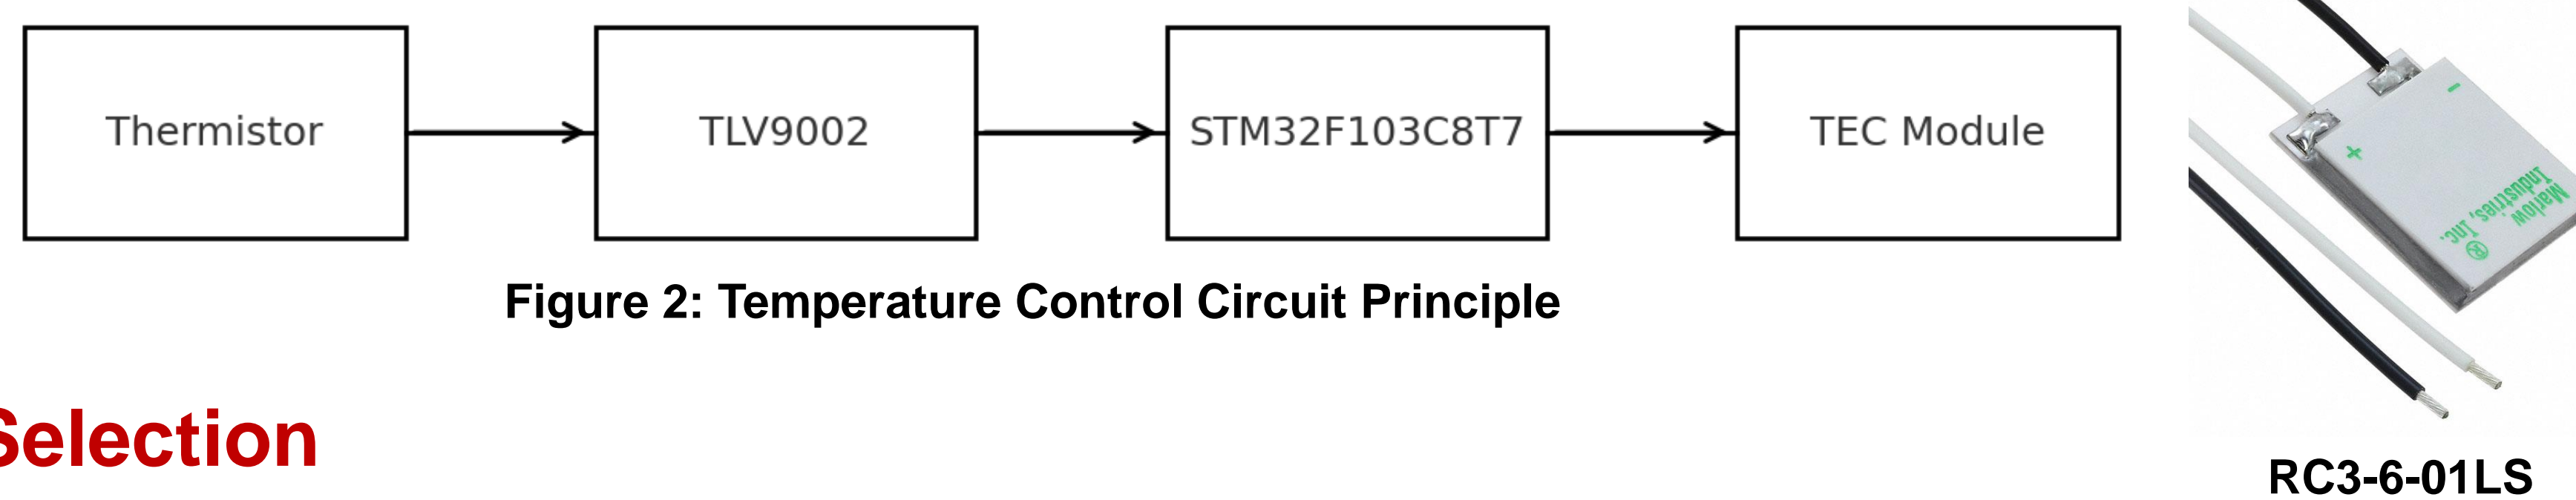 Thermistor
TLV9002
STM32F103C8T7
TEC Module
-
+
Marlow
Industries, Inc.
®
Figure 2: Temperature Control Circuit Principle
Selection
RC3-6-01LS